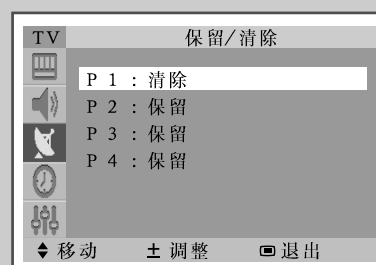 TV 保留/清除
P 1 : 清除
P 2 : 保留
P 3 : 保留
P 4 : 保留
移动 ± 调整 退出